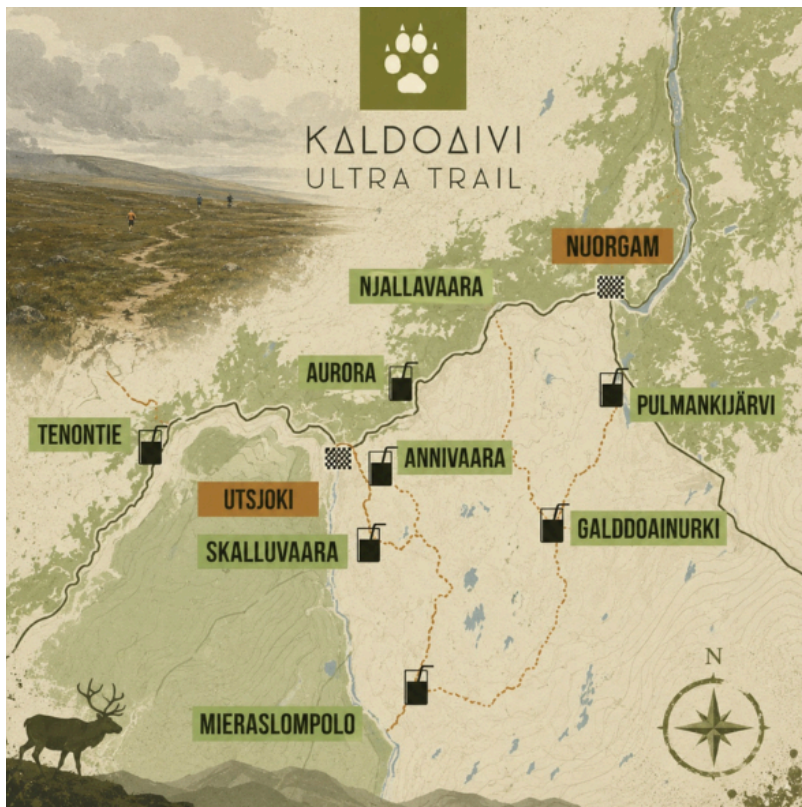 KALDOAIVI
ULTRA TRAIL
NUORGAM
NJALLAVAARA
AURORA
PULMANKIJÄRVI
TENONTIE
ANNIVAARA
UTSJOKI
GALDDOAINURKI
SKALLUVAARA
N
MIERASLOMPOLO